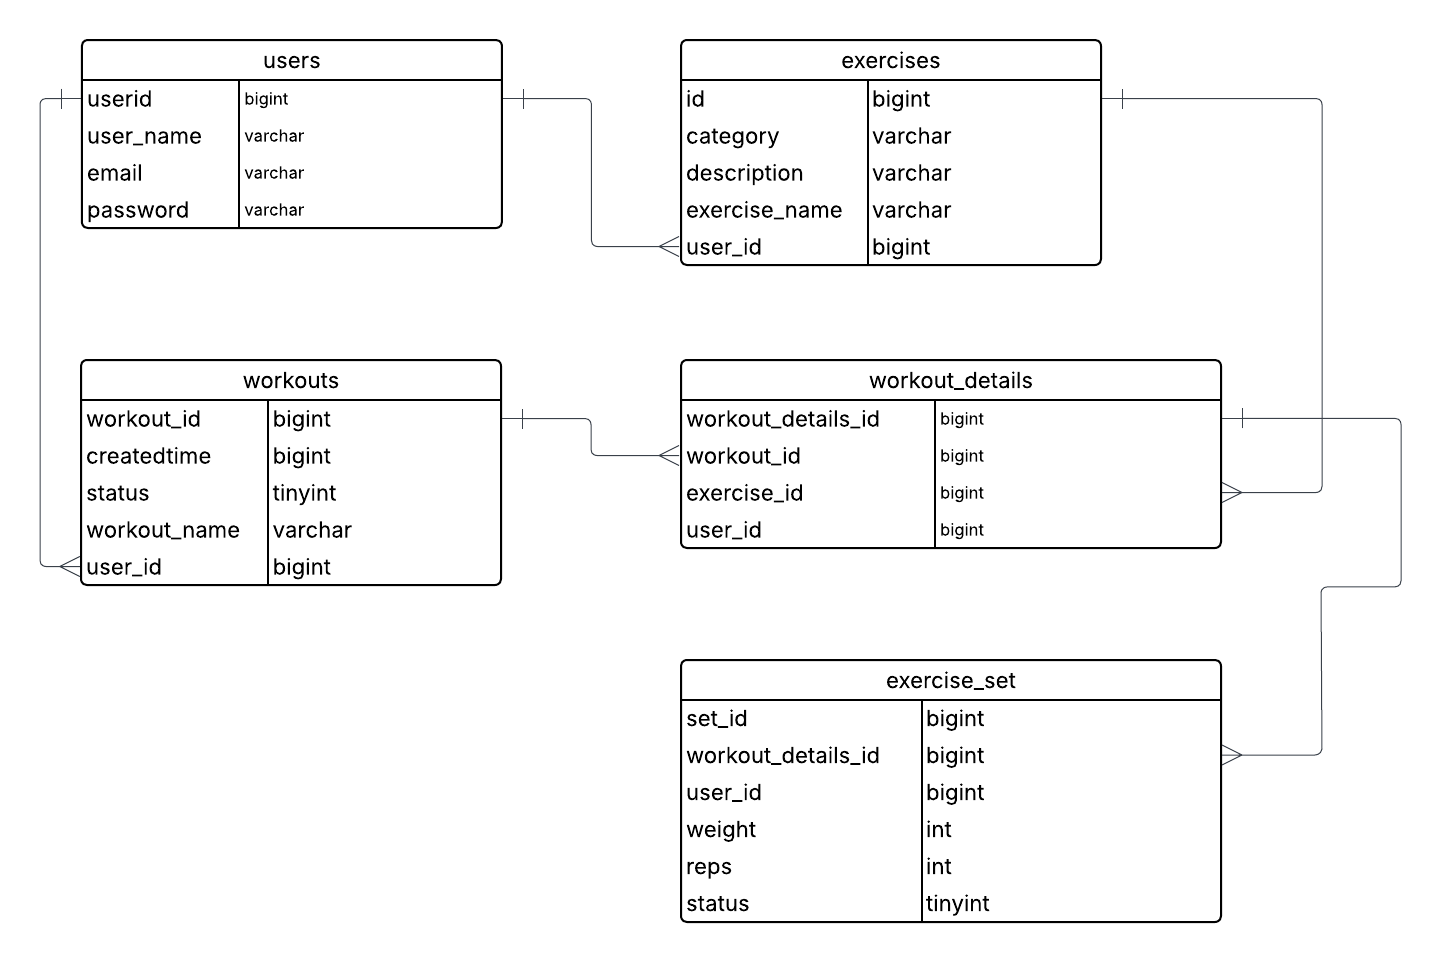 users
userid bigint
user_name varchar
email varchar
password varchar
exercises
id bigint
category varchar
description varchar
exercise_name varchar
user_id bigint
workouts
workout_id bigint
createdtime bigint
status tinyint
workout_name varchar
user_id bigint
workout_details
workout_details_id bigint
workout_id bigint
exercise_id bigint
user_id bigint
exercise_set
set_id bigint
workout_details_id bigint
user_id bigint
weight int
reps int
status tinyint